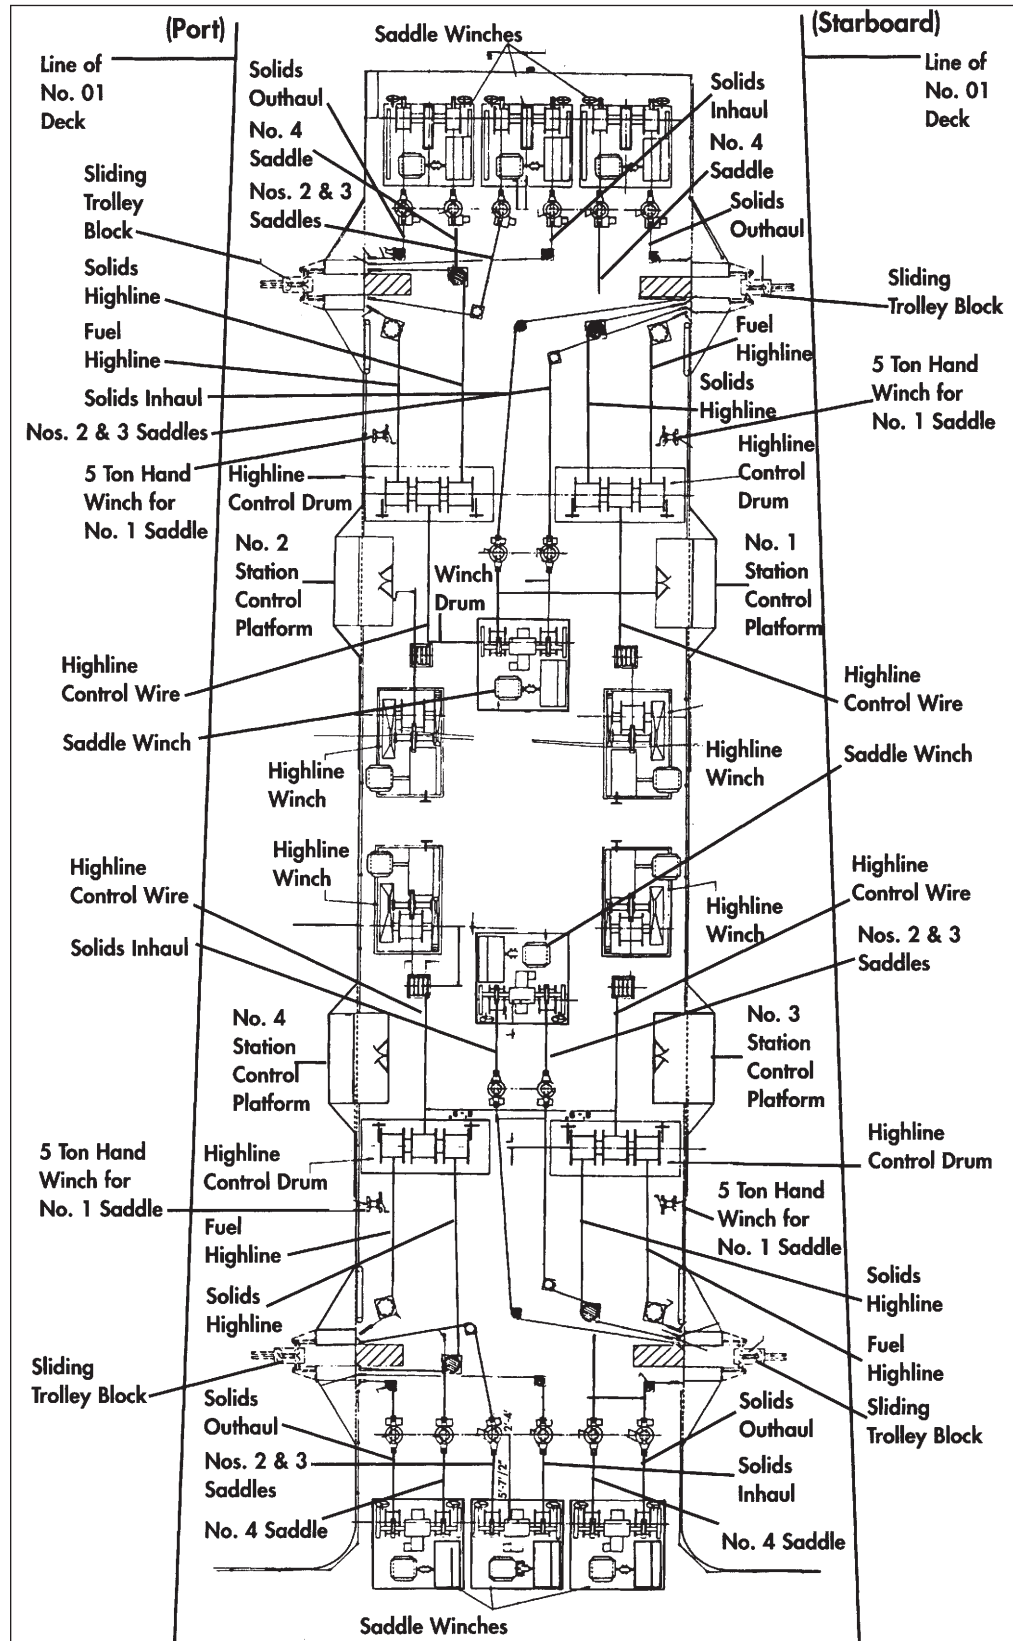 (Port)
(Starboard)
Saddle Winches
Line of
No. 01
Deck
Line of
No. 01
Deck
Solids
Outhaul
No. 4
Saddle
Nos. 2 & 3
Saddles
Solids
Inhaul
No. 4
Saddle
Solids
Outhaul
Sliding
Trolley
Block
Sliding
Trolley Block
Solids
Highline
Fuel
Highline
Solids Inhaul
Nos. 2 & 3 Saddles
Fuel
Highline
Solids
Highline
5 Ton Hand
Winch for
No. 1 Saddle
5 Ton Hand
Winch for
No. 1 Saddle
Highline
Control Drum
Highline
Control
Drum
No. 2
Station
Control
Platform
Winch
Drum
No. 1
Station
Control
Platform
Highline
Control Wire
Highline
Control Wire
Saddle Winch
Saddle Winch
Highline
Winch
Highline
Winch
Highline
Winch
Highline
Winch
Highline
Control Wire
Highline
Control Wire
Solids Inhaul
Nos. 2 & 3
Saddles
No. 4
Station
Control
Platform
No. 3
Station
Control
Platform
5 Ton Hand
Winch for
No. 1 Saddle
Highline
Control Drum
Highline
Control Drum
5 Ton Hand
Winch for
No. 1 Saddle
Fuel
Highline
Solids
Highline
Solids
Highline
Fuel
Highline
Sliding
Trolley Block
Sliding
Trolley Block
Solids
Outhaul
Solids
Outhaul
Nos. 2 & 3
Saddles
2'-4"
5'-7 1/2"
Solids
Inhaul
No. 4 Saddle
No. 4 Saddle
Saddle Winches